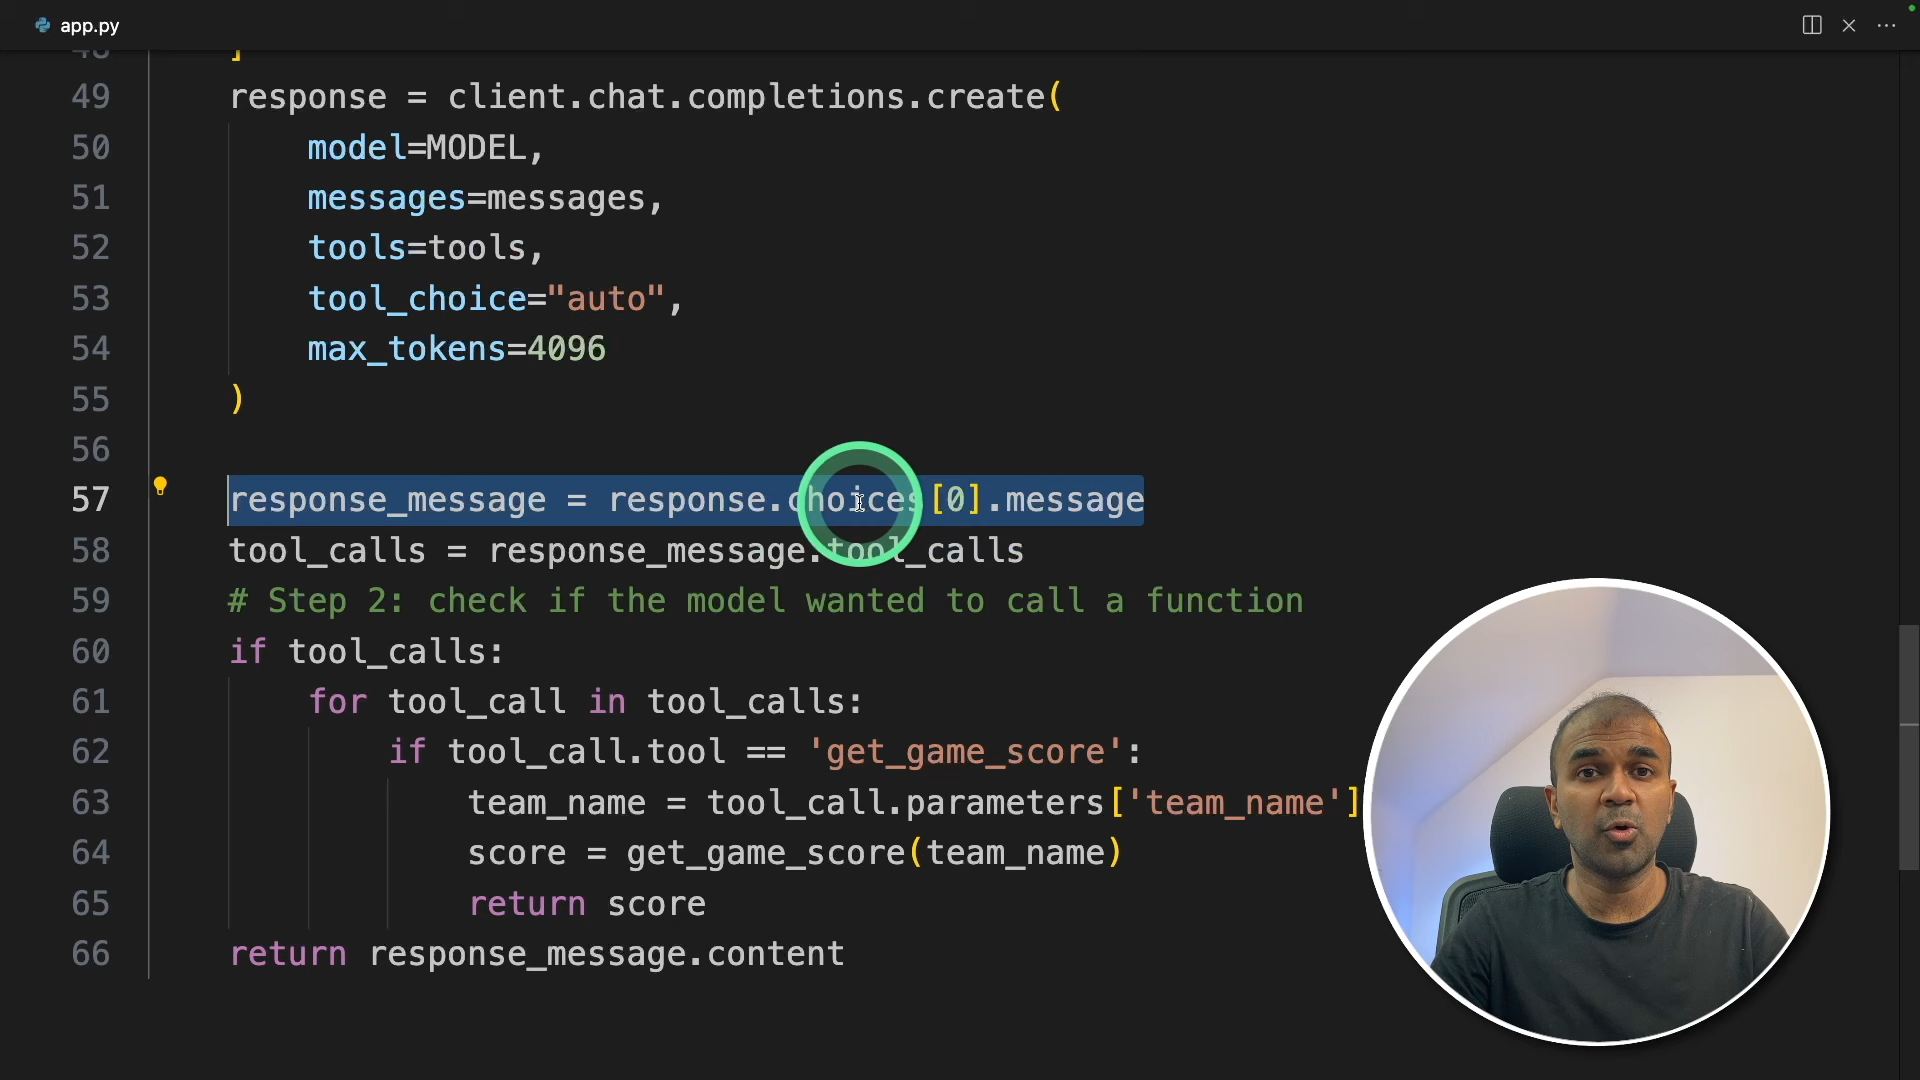 app.py
48 ]
49 response = client.chat.completions.create(
50 model=MODEL,
51 messages=messages,
52 tools=tools,
53 tool_choice="auto",
54 max_tokens=4096
55 )
56
57 response_message = response.choices[0].message
58 tool_calls = response_message.tool_calls
59 # Step 2: check if the model wanted to call a function
60 if tool_calls:
61 for tool_call in tool_calls:
62 if tool_call.tool == 'get_game_score':
63 team_name = tool_call.parameters['team_name']
64 score = get_game_score(team_name)
65 return score
66 return response_message.content